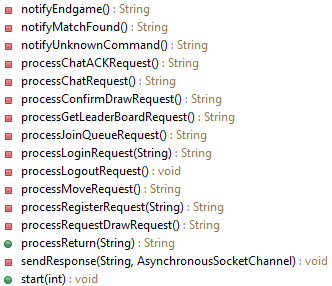 notifyEndgame() : String
notifyMatchFound() : String
notifyUnknownCommand() : String
processChatACKRequest() : String
processChatRequest() : String
processConfirmDrawRequest() : String
processGetLeaderBoardRequest() : String
processJoinQueueRequest() : String
processLoginRequest(String) : String
processLogoutRequest() : void
processMoveRequest() : String
processRegisterRequest(String) : String
processRequestDrawRequest() : String
processReturn(String) : String
sendResponse(String, AsynchronousSocketChannel) : void
start(int) : void